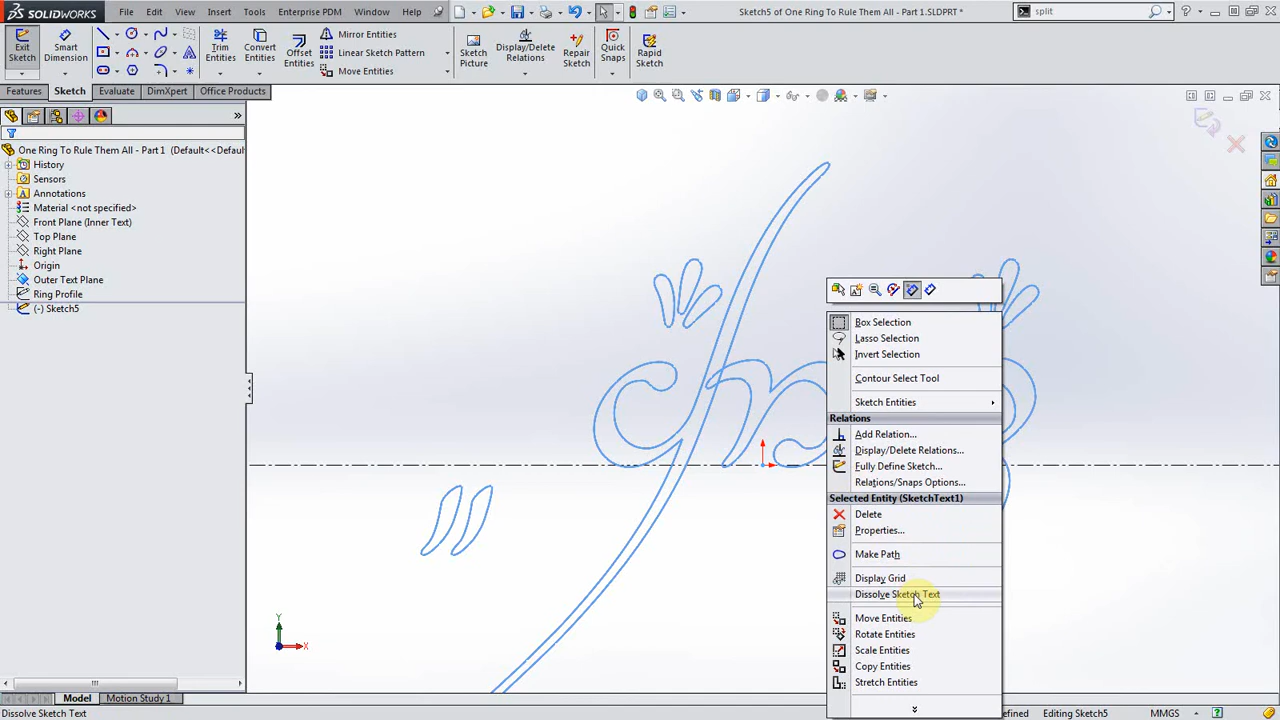 SOLIDWORKS File Edit View Insert Tools Enterprise PDM Window Help Sketch5 of One Ring To Rule Them All - Part 1.SLDPRT * split
Exit Sketch Smart Dimension Trim Entities Convert Entities Offset Entities Mirror Entities Linear Sketch Pattern Move Entities Sketch Picture Display/Delete Relations Repair Sketch Quick Snaps Rapid Sketch
Features Sketch Evaluate DimXpert Office Products
One Ring To Rule Them All - Part 1 (Default<<Defaul
History
Sensors
Annotations
Material <not specified>
Front Plane (Inner Text)
Top Plane
Right Plane
Origin
Outer Text Plane
Ring Profile
(-) Sketch5
Box Selection
Lasso Selection
Invert Selection
Contour Select Tool
Sketch Entities
Relations
Add Relation...
Display/Delete Relations...
Fully Define Sketch...
Relations/Snaps Options...
Selected Entity (SketchText1)
Delete
Properties...
Make Path
Display Grid
Dissolve Sketch Text
Move Entities
Rotate Entities
Scale Entities
Copy Entities
Stretch Entities
Y
X
Model Motion Study 1
Dissolve Sketch Text efined Editing Sketch5 MMGS